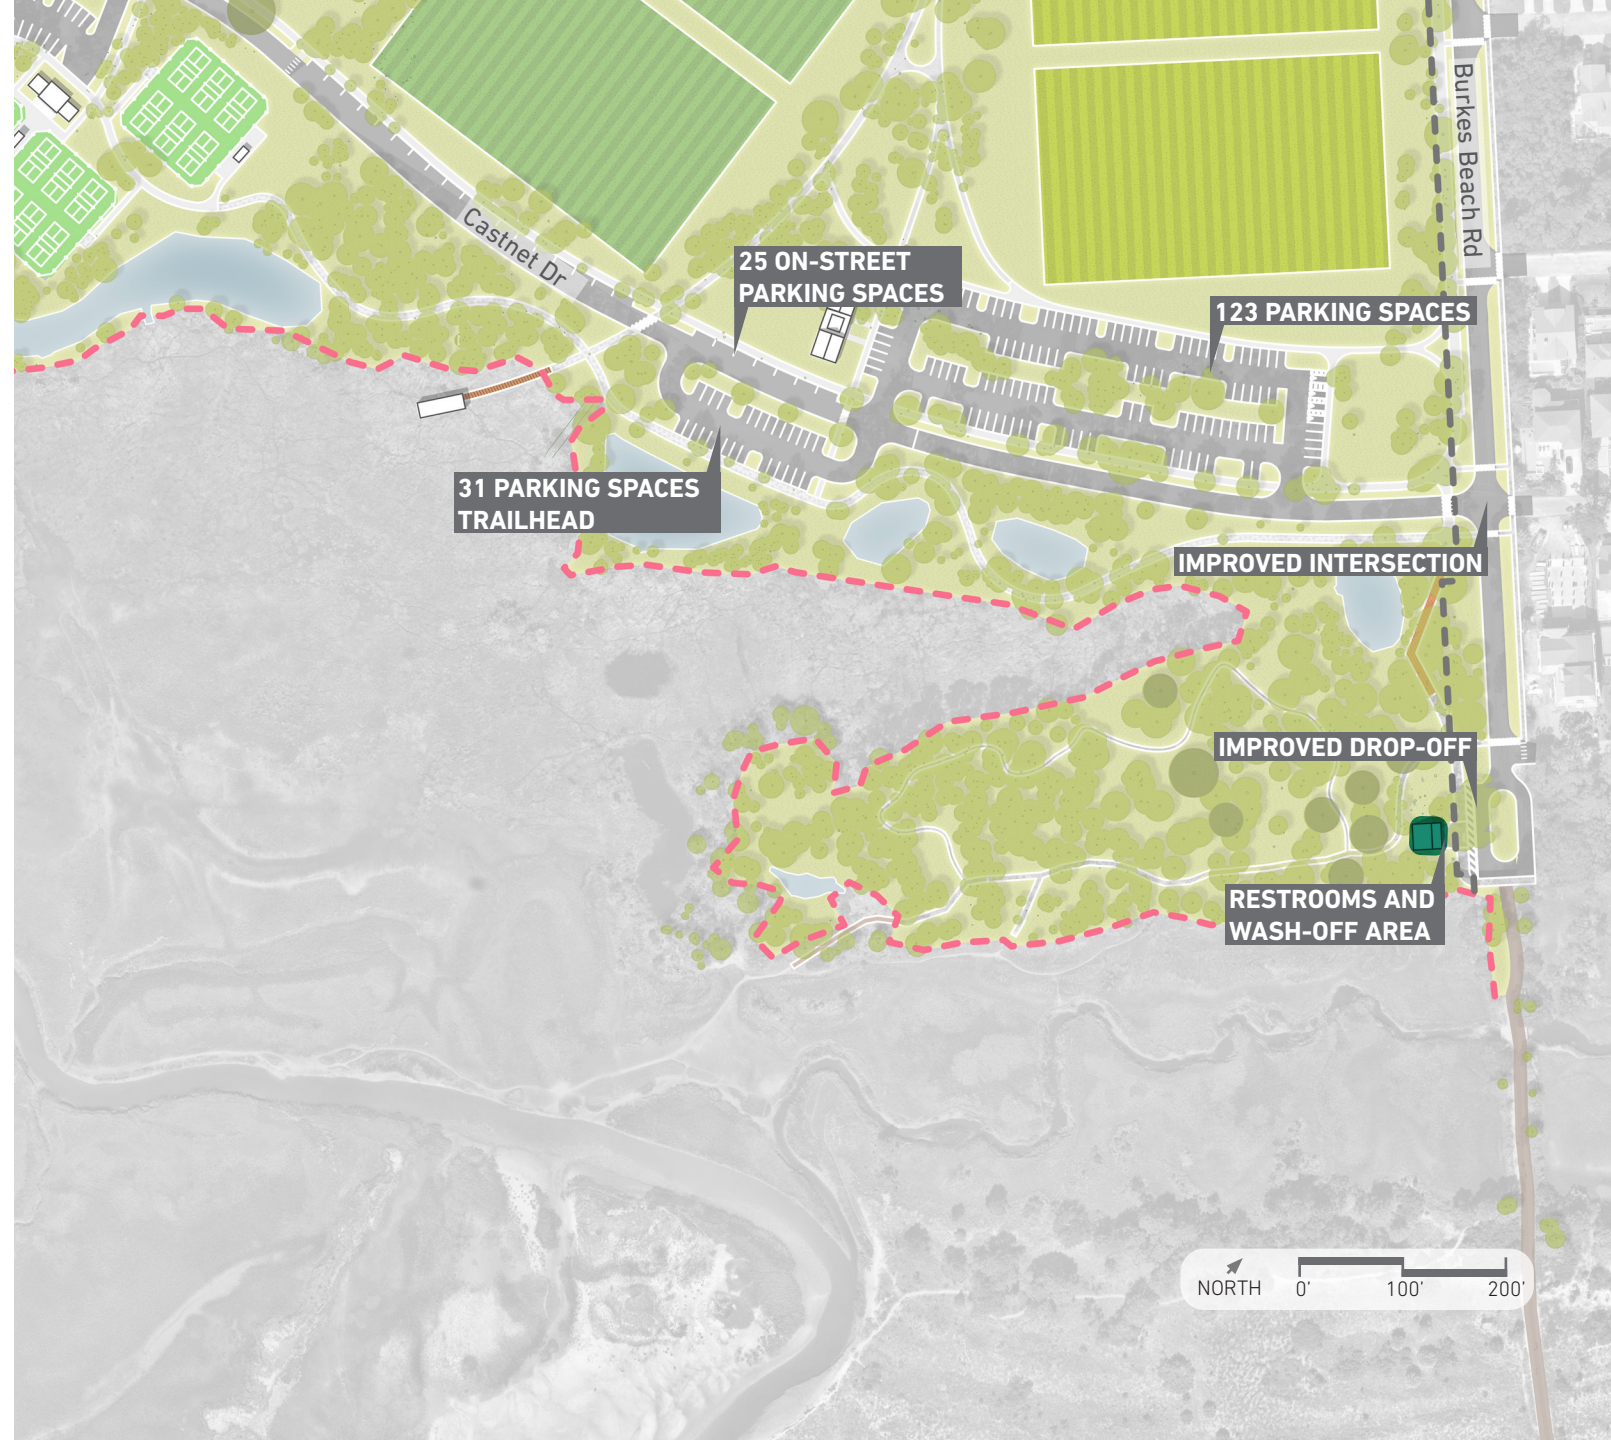 Burkes Beach Rd
Castnet Dr
25 ON-STREET
PARKING SPACES
123 PARKING SPACES
31 PARKING SPACES
TRAILHEAD
IMPROVED INTERSECTION
IMPROVED DROP-OFF
RESTROOMS AND
WASH-OFF AREA
NORTH 0' 100' 200'